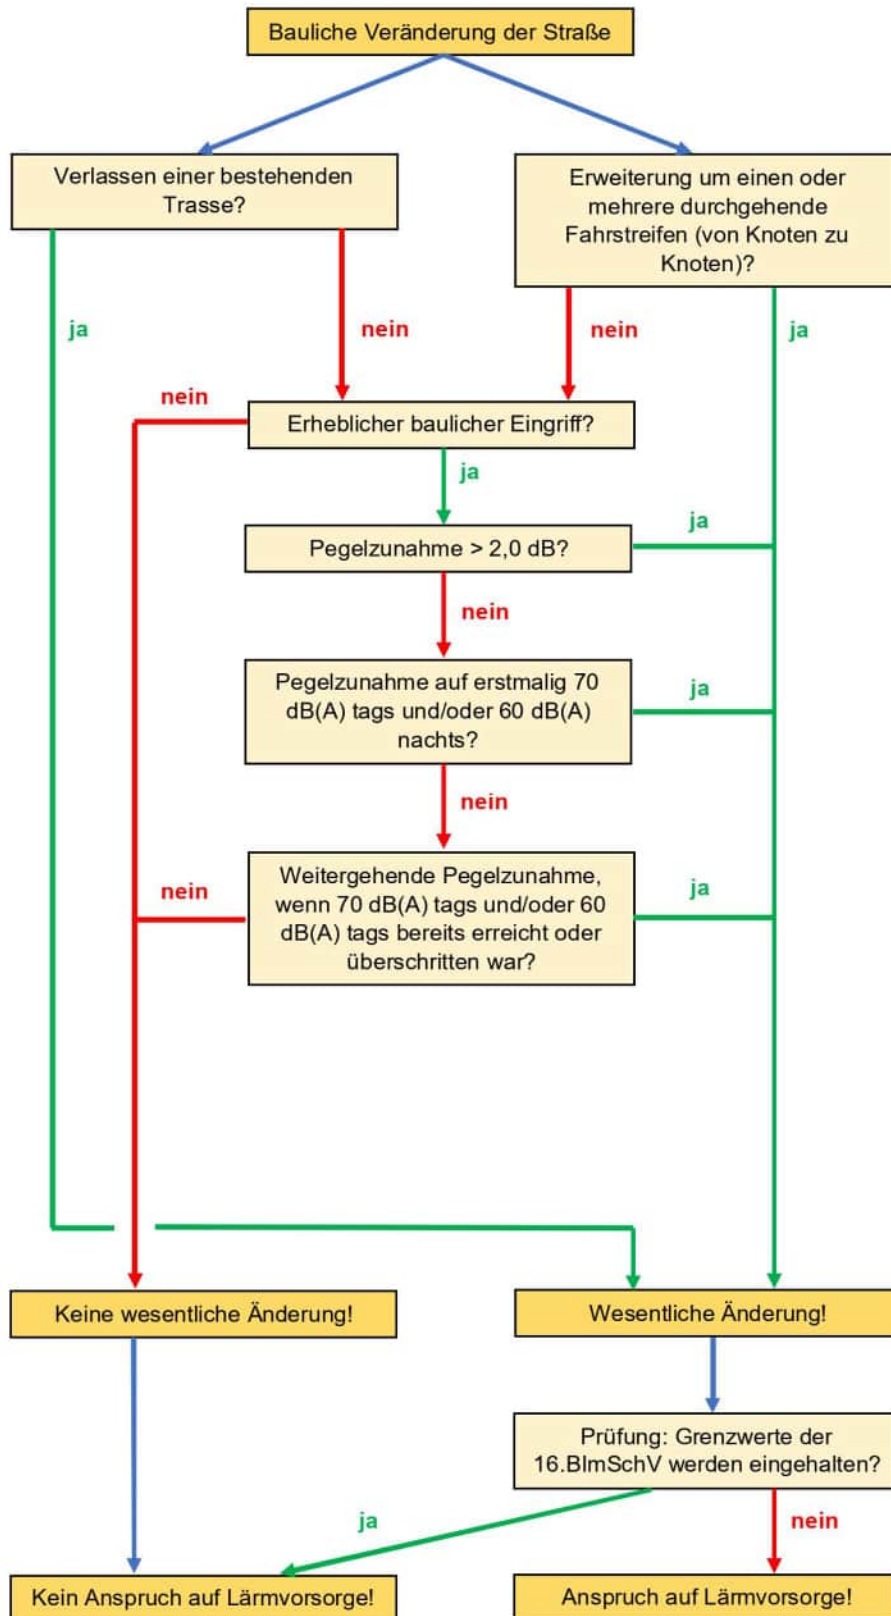 Bauliche Veränderung der Straße
Verlassen einer bestehenden
Trasse?
Erweiterung um einen oder
mehrere durchgehende
Fahrstreifen (von Knoten zu
Knoten)?
ja
nein
nein
ja
nein
Erheblicher baulicher Eingriff?
ja
Pegelzunahme > 2,0 dB?
ja
nein
Pegelzunahme auf erstmalig 70
dB(A) tags und/oder 60 dB(A)
nachts?
ja
nein
nein
Weitergehende Pegelzunahme,
wenn 70 dB(A) tags und/oder 60
dB(A) tags bereits erreicht oder
überschritten war?
ja
Keine wesentliche Änderung!
Wesentliche Änderung!
Prüfung: Grenzwerte der
16.BImSchV werden eingehalten?
ja
nein
Kein Anspruch auf Lärmvorsorge!
Anspruch auf Lärmvorsorge!